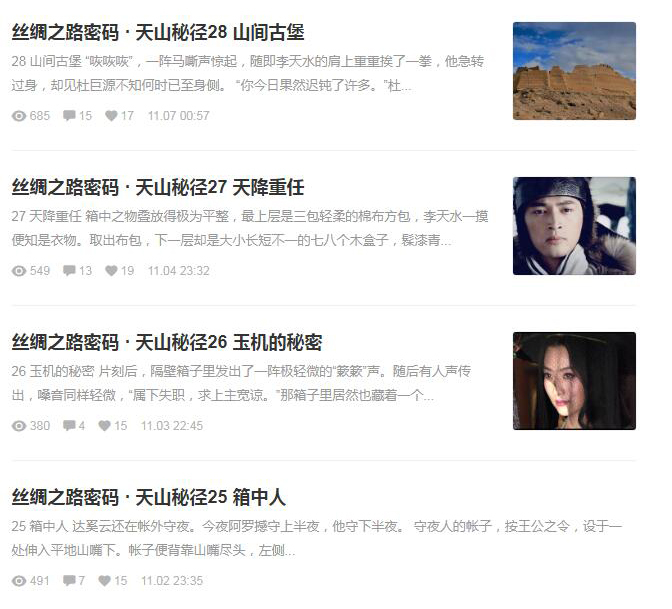 丝绸之路密码 · 天山秘径28 山间古堡
28 山间古堡 “咴咴咴”，一阵马嘶声惊起，随即李天水的肩上重重挨了一拳，他急转
过身，却见杜巨源不知何时已至身侧。 “你今日果然迟钝了许多。”杜...
685 15 17 11.07 00:57
丝绸之路密码 · 天山秘径27 天降重任
27 天降重任 箱中之物叠放得极为平整，最上层是三包轻柔的棉布方包，李天水一摸
便知是衣物。取出布包，下一层却是大小长短不一的七八个木盒子，髹漆青...
549 13 19 11.04 23:32
丝绸之路密码 · 天山秘径26 玉机的秘密
26 玉机的秘密 片刻后，隔壁箱子里发出了一阵极轻微的“簌簌”声。随后有人声传
出，嗓音同样轻微，“属下失职，求上主宽谅。”那箱子里居然也藏着一个...
380 4 15 11.03 22:45
丝绸之路密码 · 天山秘径25 箱中人
25 箱中人 达奚云还在帐外守夜。今夜阿罗撼守上半夜，他守下半夜。 守夜人的帐子，按王公之令，设于一
处伸入平地山嘴下。帐子便背靠山嘴尽头，左侧...
491 7 15 11.02 23:35